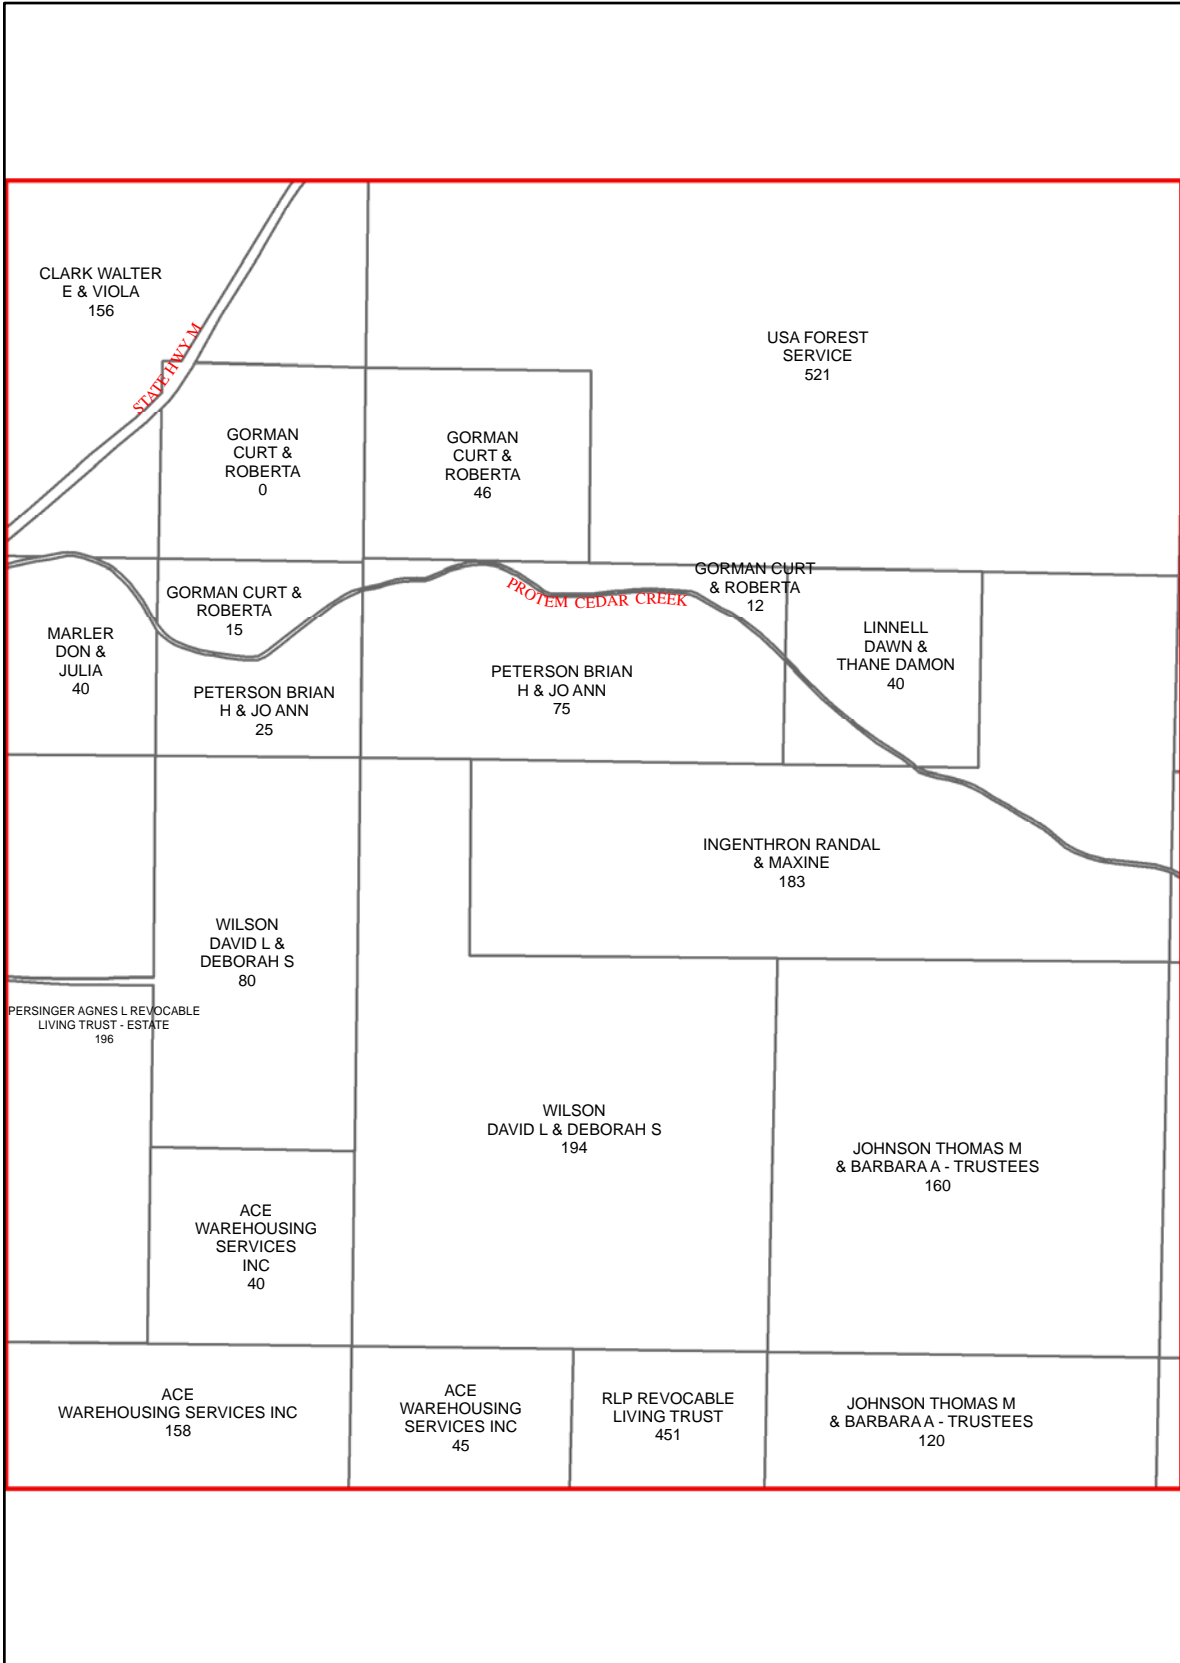 CLARK WALTER
E & VIOLA
156
STATE HWY M
USA FOREST
SERVICE
521
GORMAN
CURT &
ROBERTA
0
GORMAN
CURT &
ROBERTA
46
GORMAN CURT &
ROBERTA
15
PROTEM CEDAR CREEK
GORMAN CURT
& ROBERTA
12
MARLER
DON &
JULIA
40
LINNELL
DAWN &
THANE DAMON
40
PETERSON BRIAN
H & JO ANN
25
PETERSON BRIAN
H & JO ANN
75
INGENTHRON RANDAL
& MAXINE
183
WILSON
DAVID L &
DEBORAH S
80
PERSINGER AGNES L REVOCABLE
LIVING TRUST - ESTATE
196
WILSON
DAVID L & DEBORAH S
194
JOHNSON THOMAS M
& BARBARA A - TRUSTEES
160
ACE
WAREHOUSING
SERVICES
INC
40
ACE
WAREHOUSING SERVICES INC
158
ACE
WAREHOUSING
SERVICES INC
45
RLP REVOCABLE
LIVING TRUST
451
JOHNSON THOMAS M
& BARBARA A - TRUSTEES
120